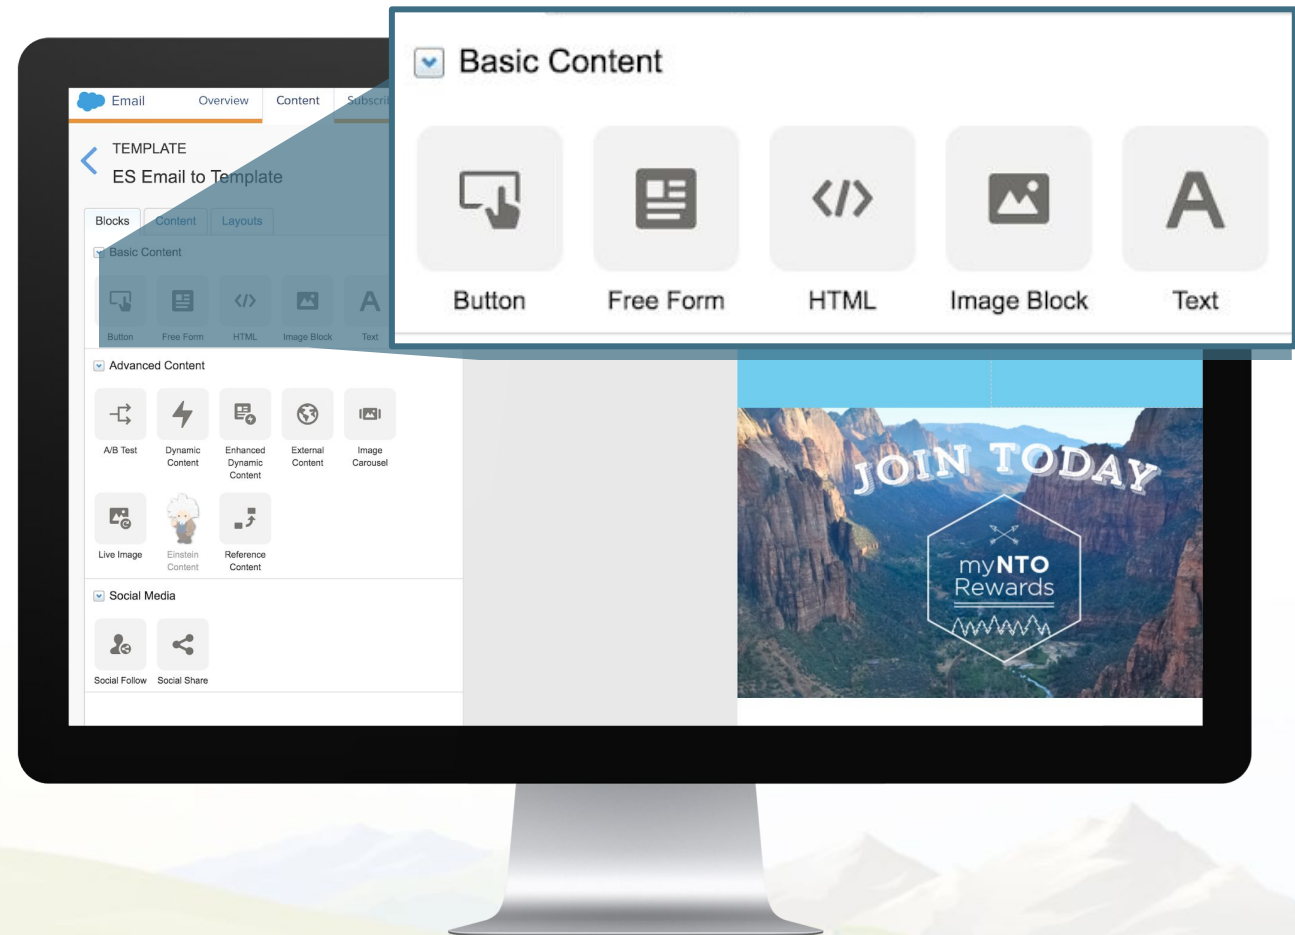 Basic Content
Button Free Form HTML Image Block Text
Email Overview Content Subscri
TEMPLATE
ES Email to Template
Blocks Content Layouts
Basic Content
Button Free Form HTML Image Block Text
Advanced Content
A/B Test
Dynamic
Content
Enhanced
Dynamic
Content
External
Content
Image
Carousel
Live Image
Einstein
Content
Reference
Content
Social Media
Social Follow Social Share
JOIN TODAY
myNTO
Rewards